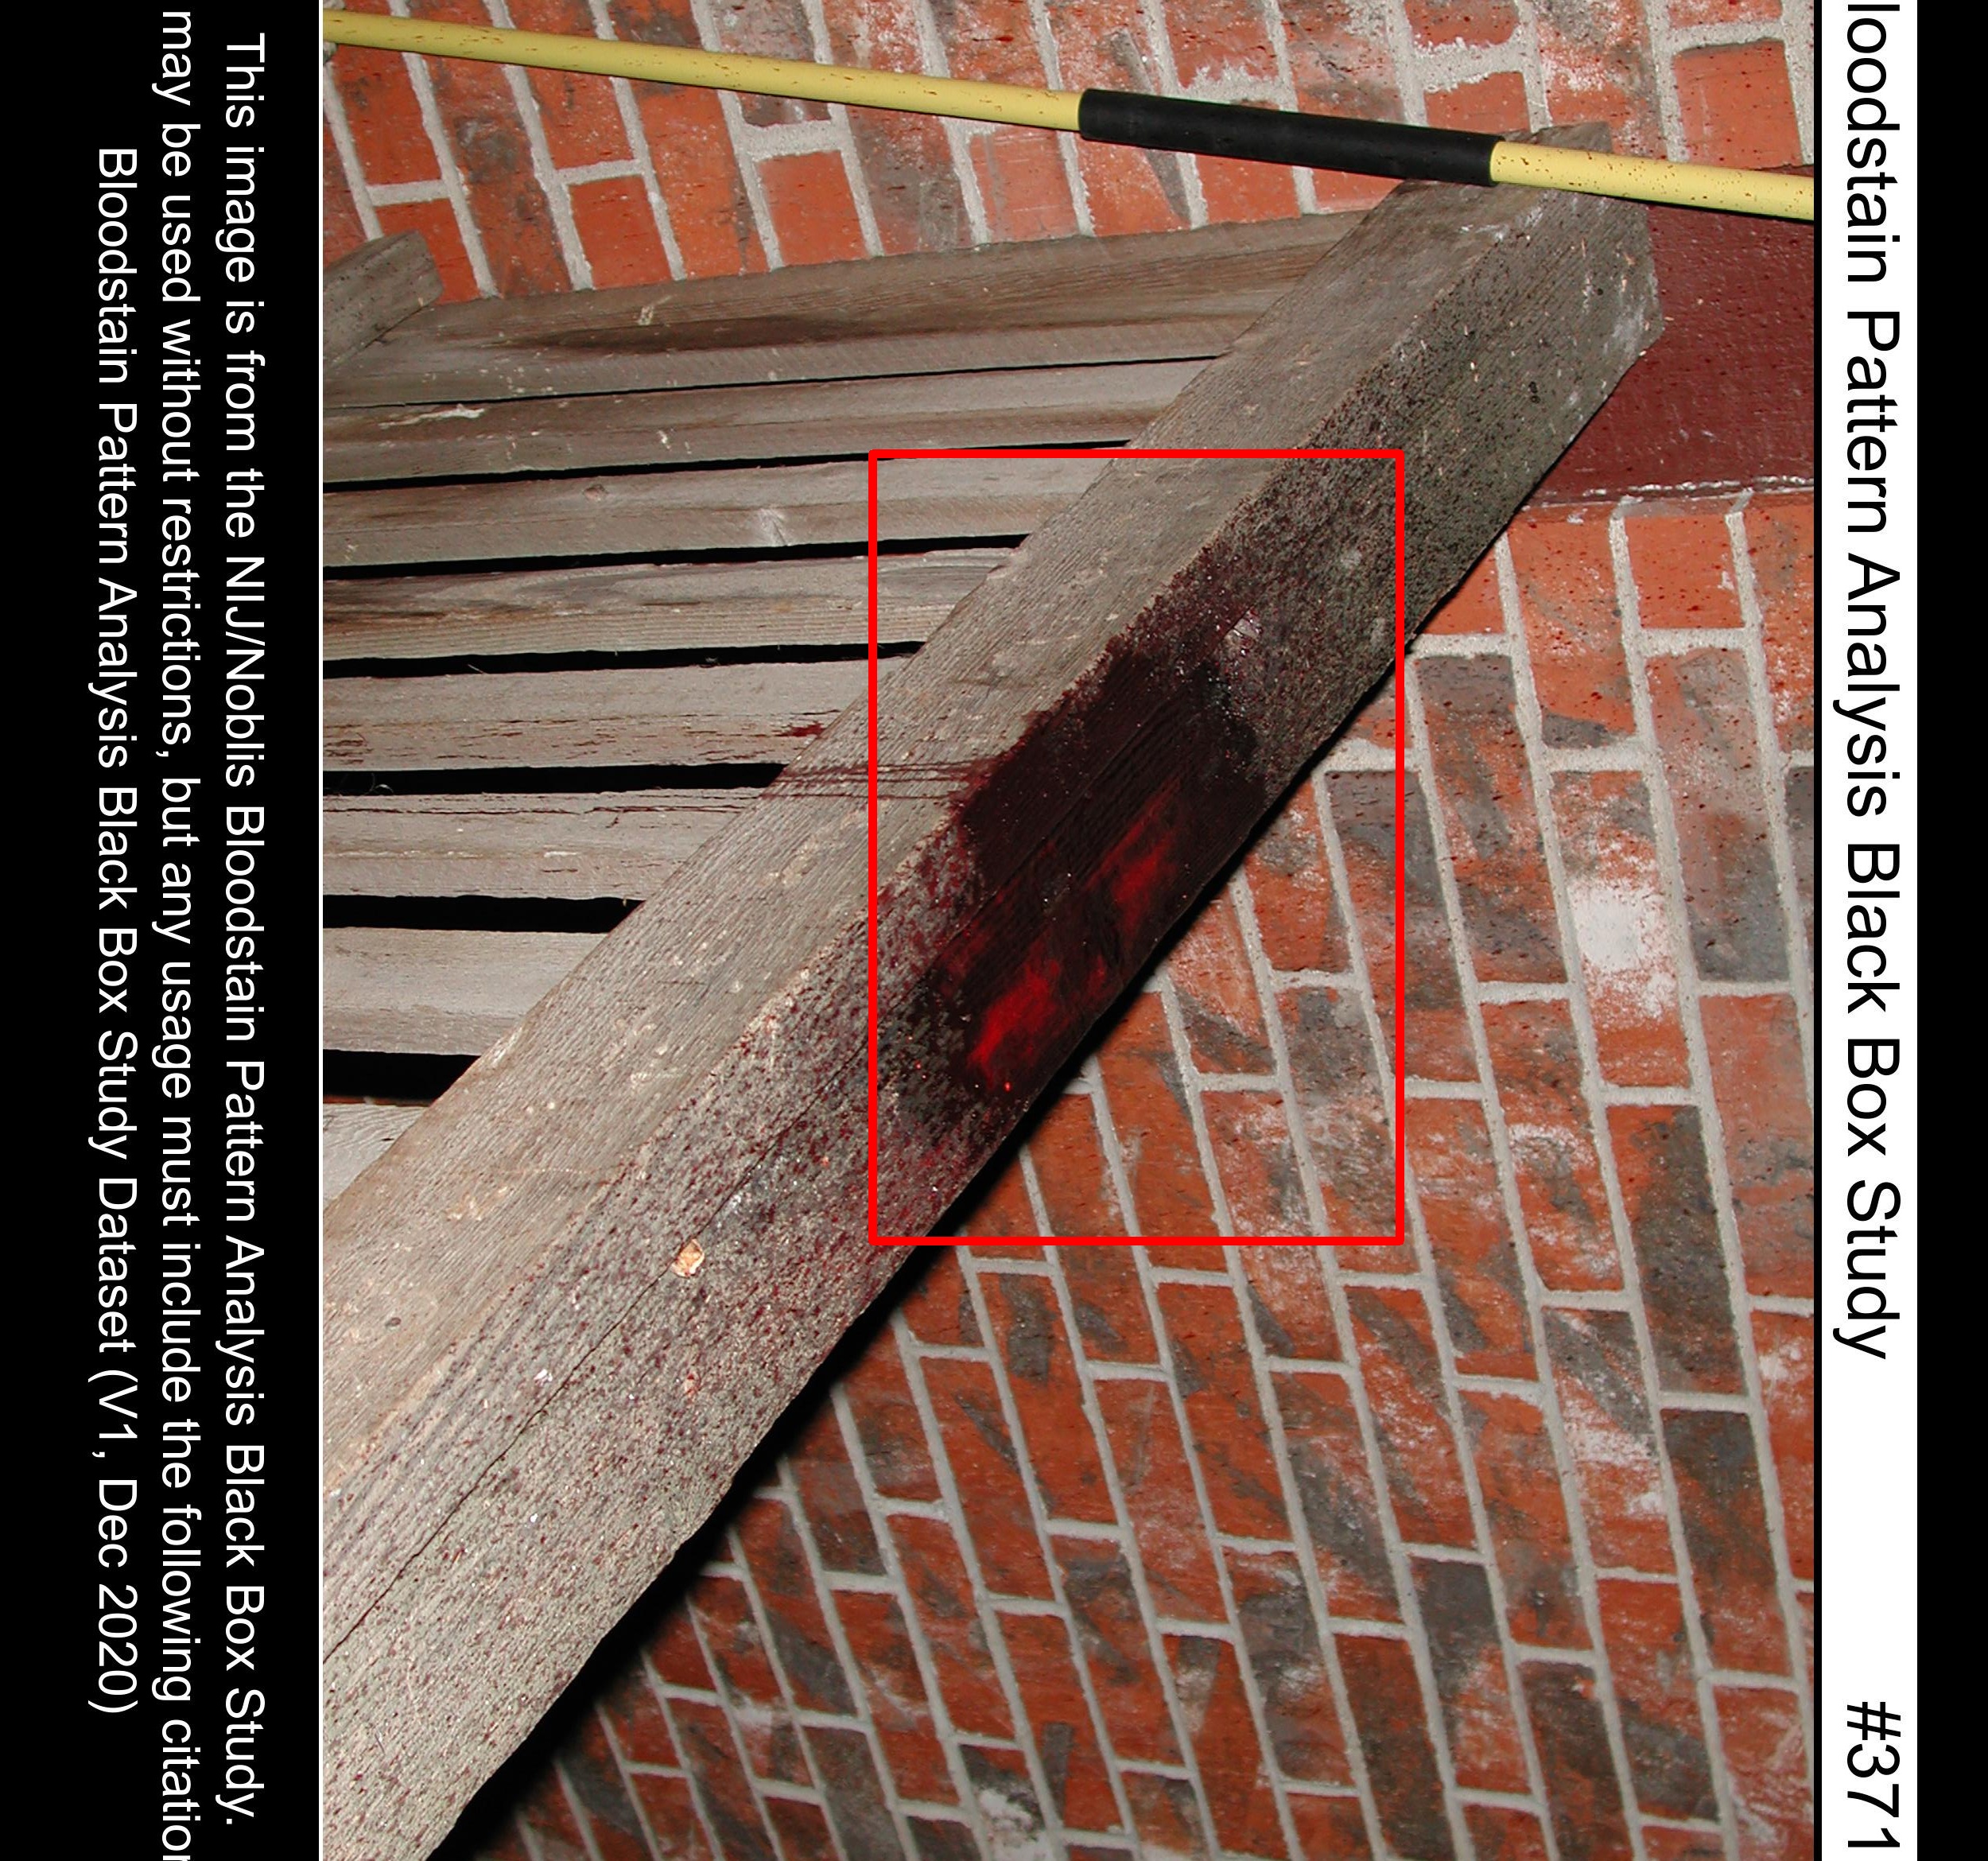 loodstain Pattern Analysis Black Box Study #371
This image is from the NIJ/Noblis Bloodstain Pattern Analysis Black Box Study.
may be used without restrictions, but any usage must include the following citation
Bloodstain Pattern Analysis Black Box Study Dataset (V1, Dec 2020)